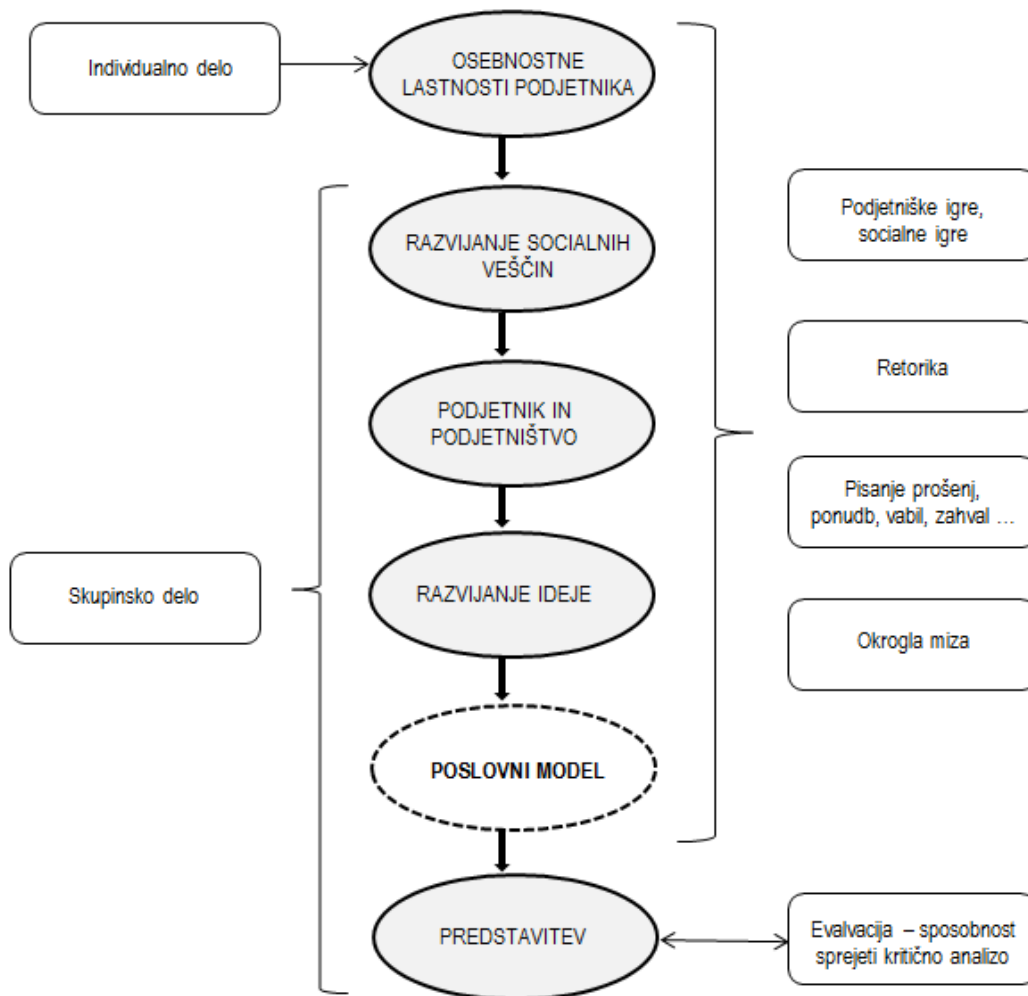 Individualno delo
OSEBNOSTNE
LASTNOSTI PODJETNIKA
RAZVIJANJE SOCIALNIH
VEŠČIN
Podjetniške igre,
socialne igre
Retorika
PODJETNIK IN
PODJETNIŠTVO
Pisanje prošenj,
ponudb, vabil, zahval ...
Skupinsko delo
RAZVIJANJE IDEJE
Okrogla miza
POSLOVNI MODEL
PREDSTAVITEV
Evalvacija – sposobnost
sprejeti kritično analizo